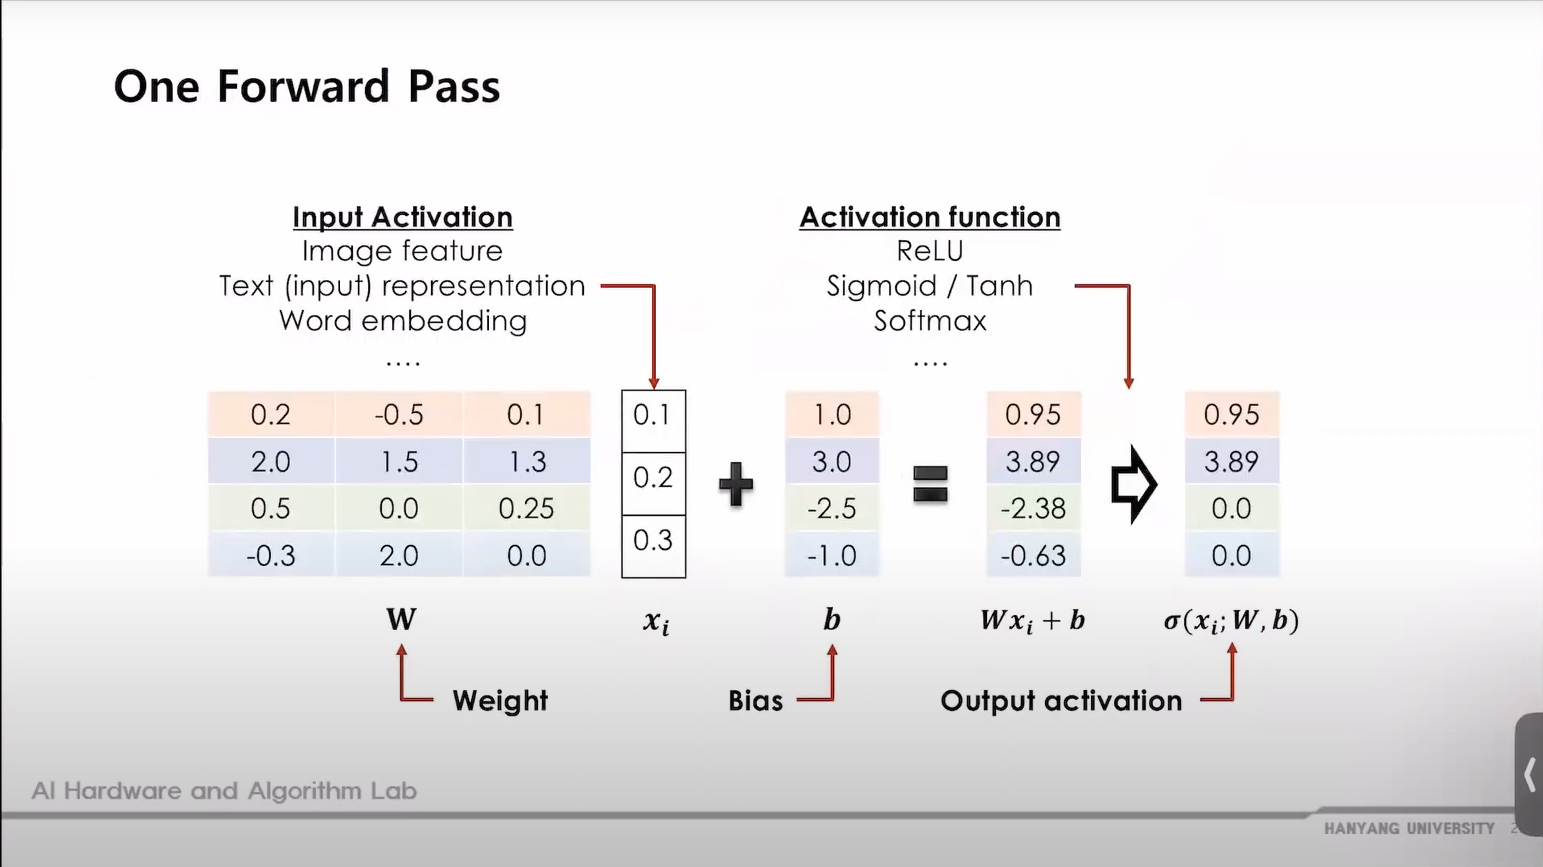 One Forward Pass
Input Activation
Image feature
Text (input) representation
Word embedding
....
Activation function
ReLU
Sigmoid / Tanh
Softmax
....
0.2 -0.5 0.1
2.0 1.5 1.3
0.5 0.0 0.25
-0.3 2.0 0.0
0.1
0.2
0.3
+
1.0
3.0
-2.5
-1.0
=
0.95
3.89
-2.38
-0.63
0.95
3.89
0.0
0.0
W
xᵢ
b
Wxᵢ + b
σ(xᵢ; W, b)
Weight
Bias
Output activation
AI Hardware and Algorithm Lab
HANYANG UNIVERSITY